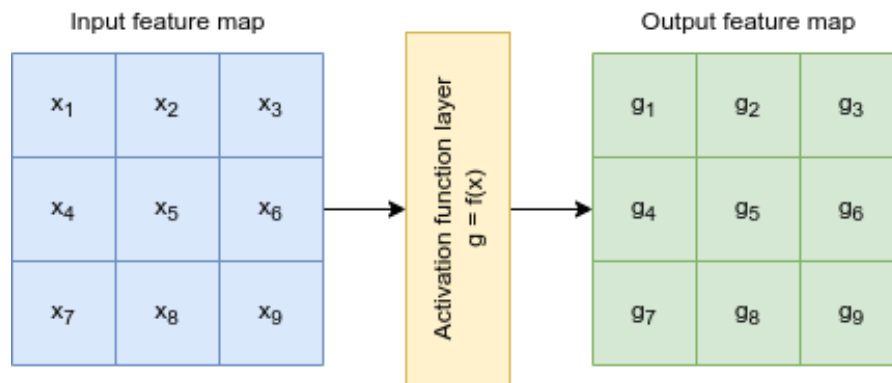 Input feature map
Output feature map
x1 x2 x3
x4 x5 x6
x7 x8 x9
Activation function layer
g = f(x)
g1 g2 g3
g4 g5 g6
g7 g8 g9